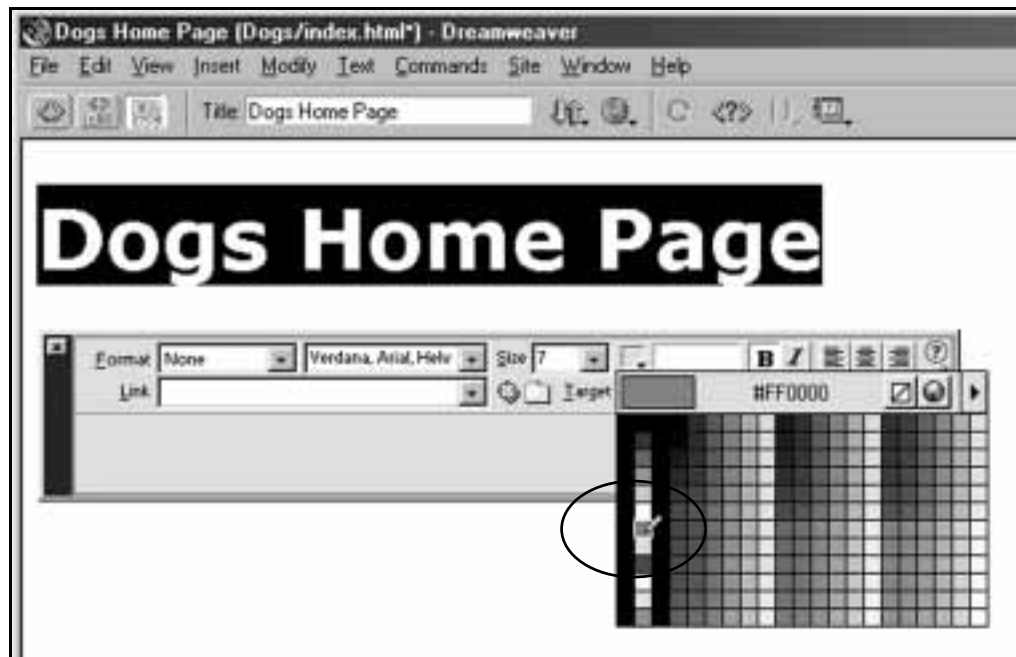 Dogs Home Page (Dogs/index.html*) - Dreamweaver
File Edit View Insert Modify Text Commands Site Window Help
Title: Dogs Home Page <?> {}
Dogs Home Page
Format None Verdana, Arial, Helv Size 7 B I ?
Link Target
#FF0000